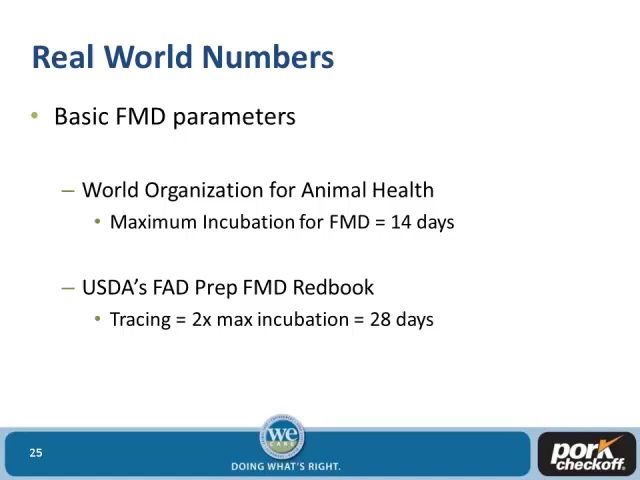 Real World Numbers
• Basic FMD parameters
– World Organization for Animal Health
• Maximum Incubation for FMD = 14 days
– USDA’s FAD Prep FMD Redbook
• Tracing = 2x max incubation = 28 days
25
we
CARE
DOING WHAT'S RIGHT.
pork
checkoff.